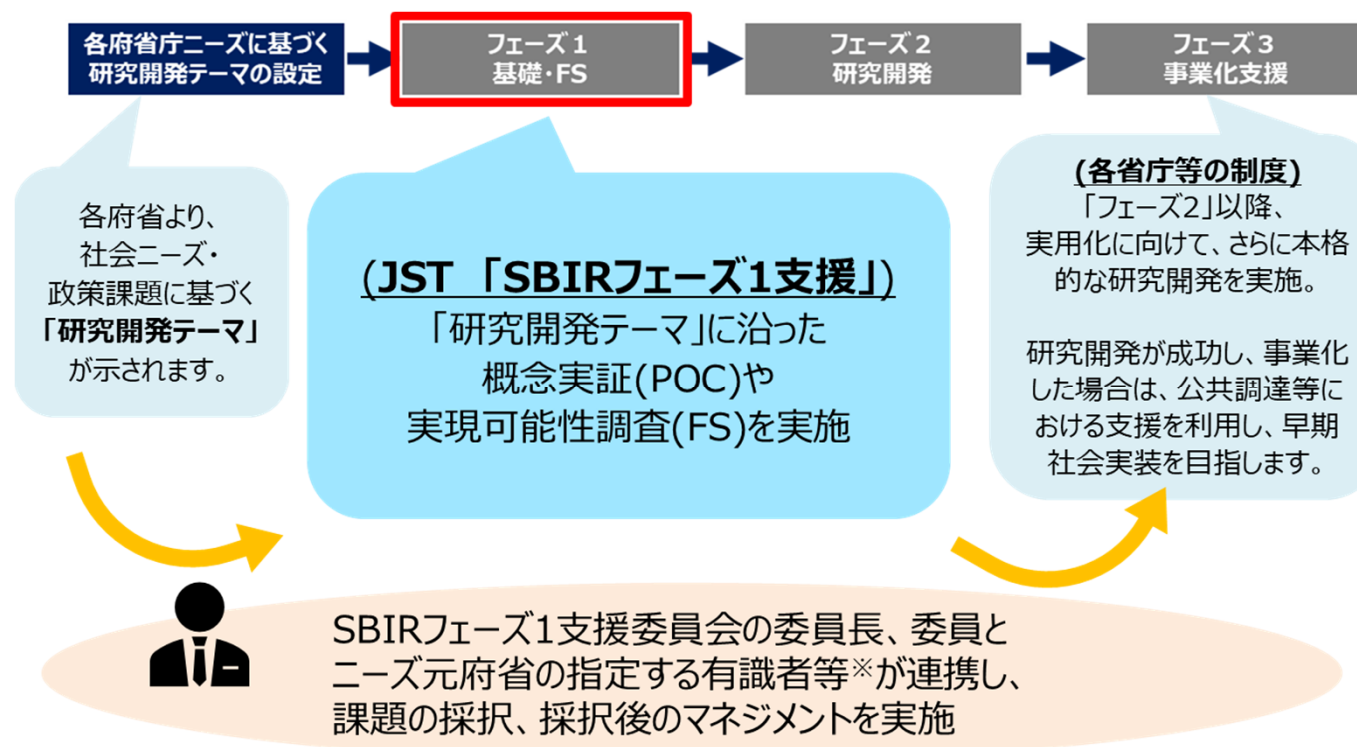 各府省庁ニーズに基づく
研究開発テーマの設定
フェーズ1
基礎・FS
フェーズ2
研究開発
フェーズ3
事業化支援
各府省より、
社会ニーズ・
政策課題に基づく
「研究開発テーマ」
が示されます。
(JST 「SBIRフェーズ1支援」)
「研究開発テーマ」に沿った
概念実証(POC)や
実現可能性調査(FS)を実施
(各省庁等の制度)
「フェーズ2」以降、
実用化に向けて、さらに本格
的な研究開発を実施。
研究開発が成功し、事業化
した場合は、公共調達等に
おける支援を利用し、早期
社会実装を目指します。
SBIRフェーズ1支援委員会の委員長、委員と
ニーズ元府省の指定する有識者等※が連携し、
課題の採択、採択後のマネジメントを実施